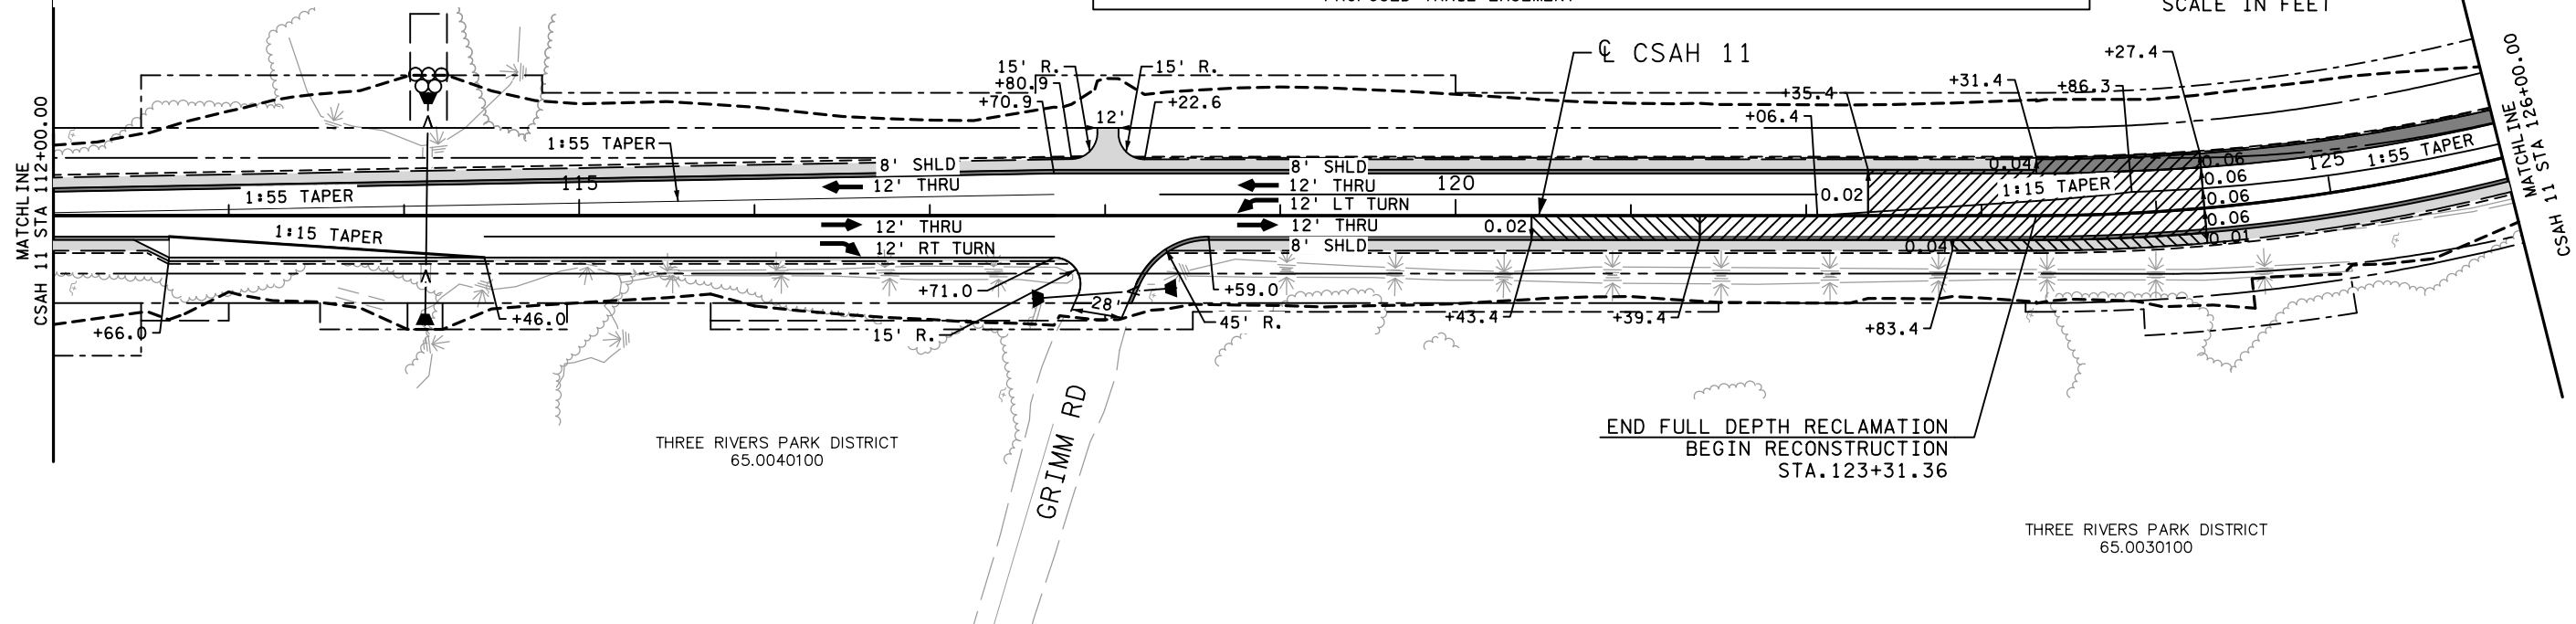 SCALE IN FEET
℄ CSAH 11
+27.4
15' R.
15' R.
+80.9
+70.9
+22.6
+31.4
+86.3
+35.4
+06.4
12'
MATCHLINE
CSAH 11 STA 112+00.00
MATCHLINE
CSAH 11 STA 126+00.00
1:55 TAPER
8' SHLD
8' SHLD
0.04
0.06
125
1:55 TAPER
1:55 TAPER
115
12' THRU
12' THRU
120
0.02
1:15 TAPER
0.06
12' LT TURN
0.06
1:15 TAPER
12' THRU
12' THRU
0.02
0.06
12' RT TURN
8' SHLD
0.04
0.01
+66.0
+46.0
+71.0
15' R.
28'
+59.0
45' R.
+43.4
+39.4
+83.4
GRIMM RD
THREE RIVERS PARK DISTRICT
65.0040100
END FULL DEPTH RECLAMATION
BEGIN RECONSTRUCTION
STA.123+31.36
THREE RIVERS PARK DISTRICT
65.0030100